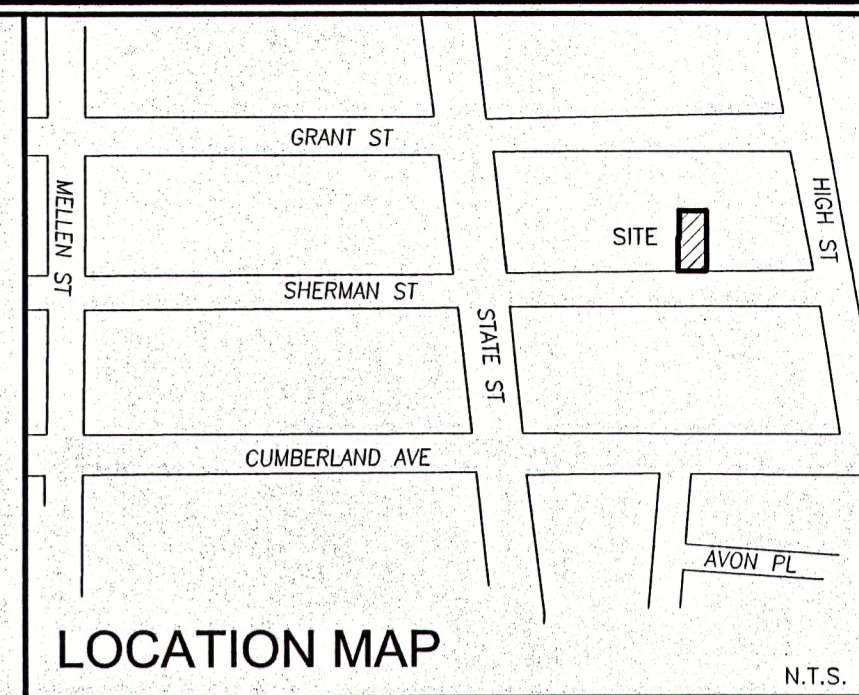 GRANT ST
MELLEN ST
HIGH ST
SITE
SHERMAN ST
STATE ST
CUMBERLAND AVE
AVON PL
LOCATION MAP
N.T.S.